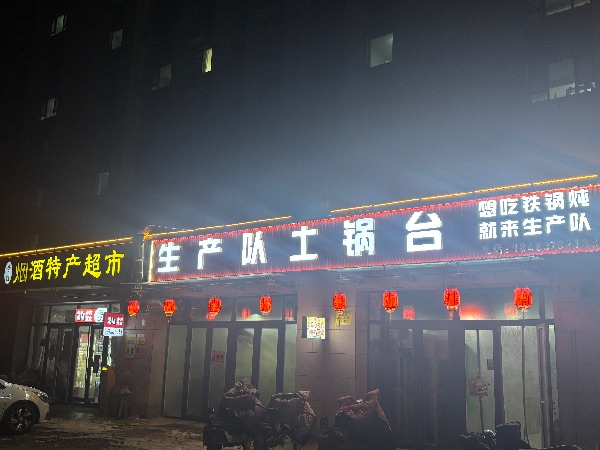 烟酒特产超市
生产队土锅台
想吃铁锅炖
就来生产队